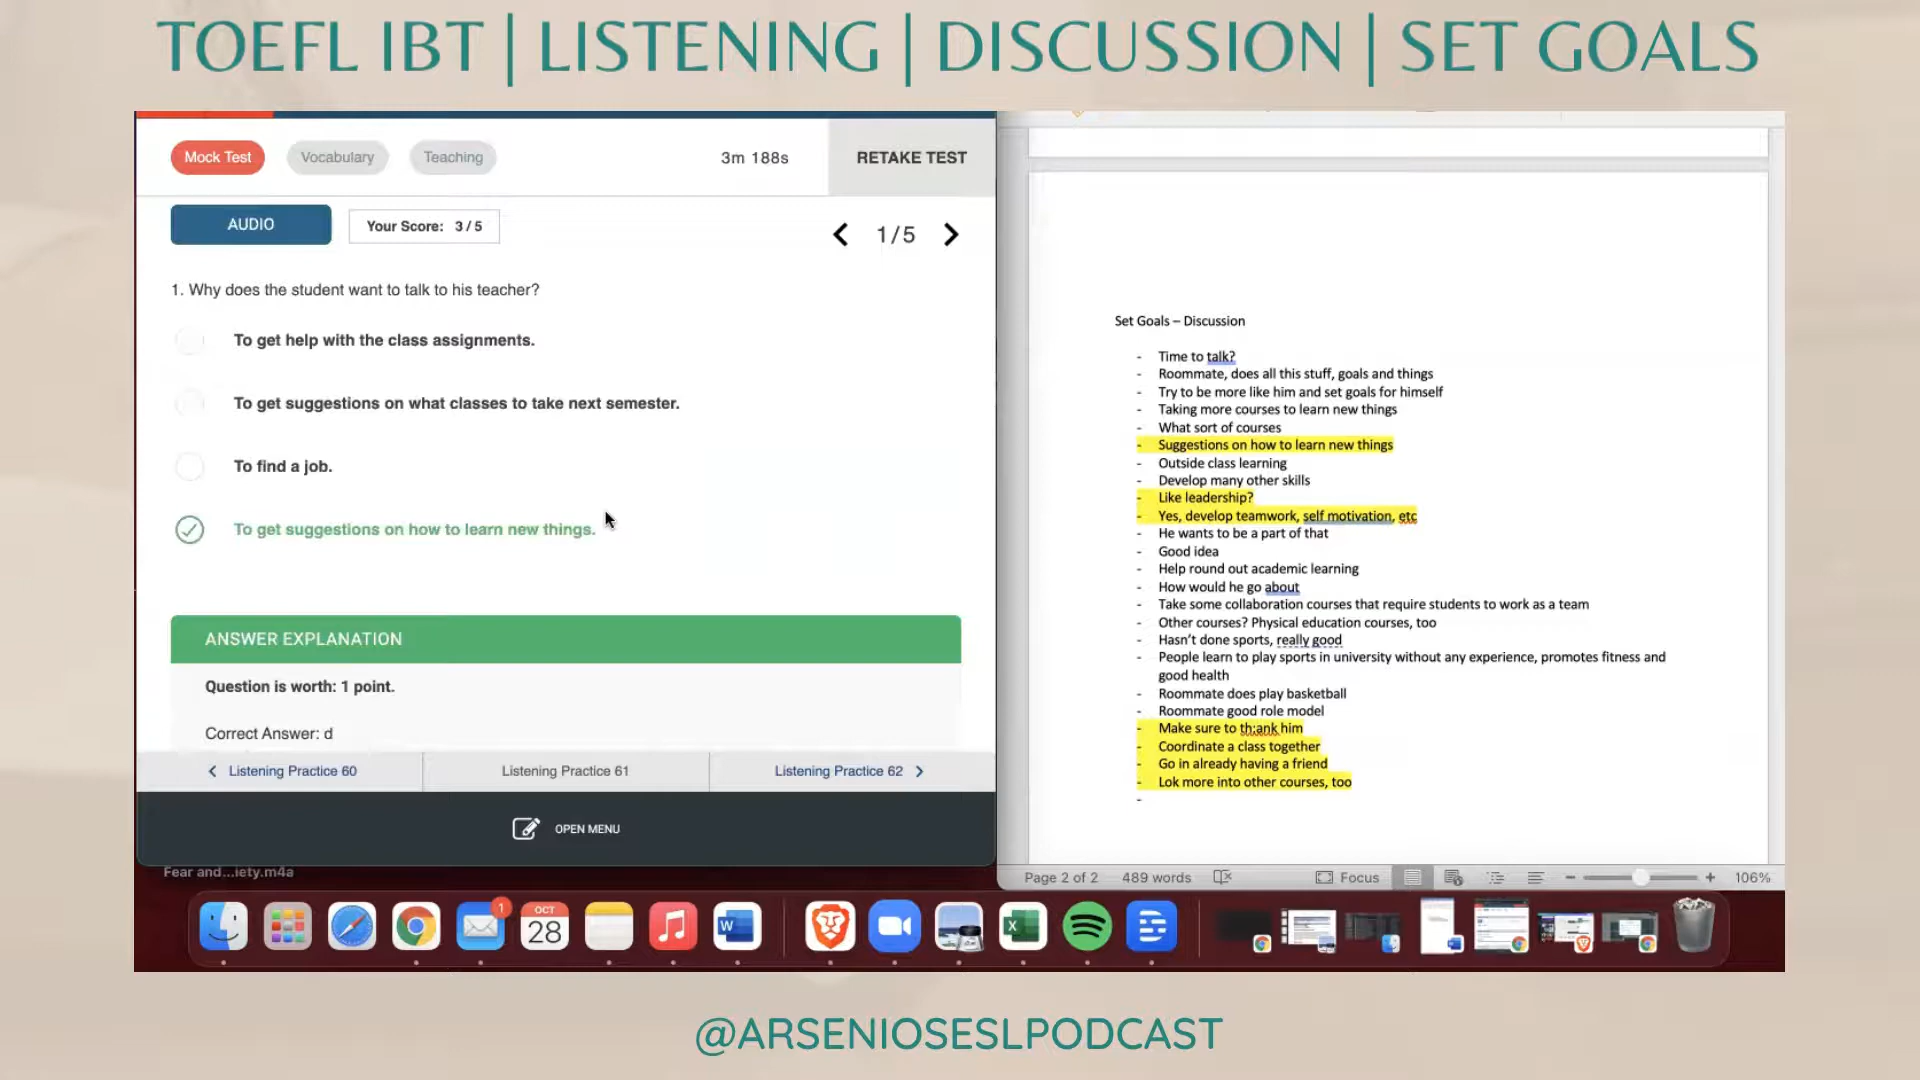 TOEFL IBT | LISTENING | DISCUSSION | SET GOALS
Mock Test
Vocabulary
Teaching
3m 188s
RETAKE TEST
AUDIO
Your Score: 3 / 5
1/5
1. Why does the student want to talk to his teacher?
To get help with the class assignments.
To get suggestions on what classes to take next semester.
To find a job.
To get suggestions on how to learn new things.
ANSWER EXPLANATION
Question is worth: 1 point.
Correct Answer: d
Listening Practice 60
Listening Practice 61
Listening Practice 62
OPEN MENU
Set Goals – Discussion
- Time to talk?
- Roommate, does all this stuff, goals and things
- Try to be more like him and set goals for himself
- Taking more courses to learn new things
- What sort of courses
- Suggestions on how to learn new things
- Outside class learning
- Develop many other skills
- Like leadership?
- Yes, develop teamwork, self motivation, etc
- He wants to be a part of that
- Good idea
- Help round out academic learning
- How would he go about
- Take some collaboration courses that require students to work as a team
- Other courses? Physical education courses, too
- Hasn't done sports, really good
- People learn to play sports in university without any experience, promotes fitness and
good health
- Roommate does play basketball
- Roommate good role model
- Make sure to th;ank him
- Coordinate a class together
- Go in already having a friend
- Lok more into other courses, too
-
Page 2 of 2
489 words
Focus
106%
Fear and...iety.m4a
1
OCT
28
W
X
@ARSENIOSESLPODCAST